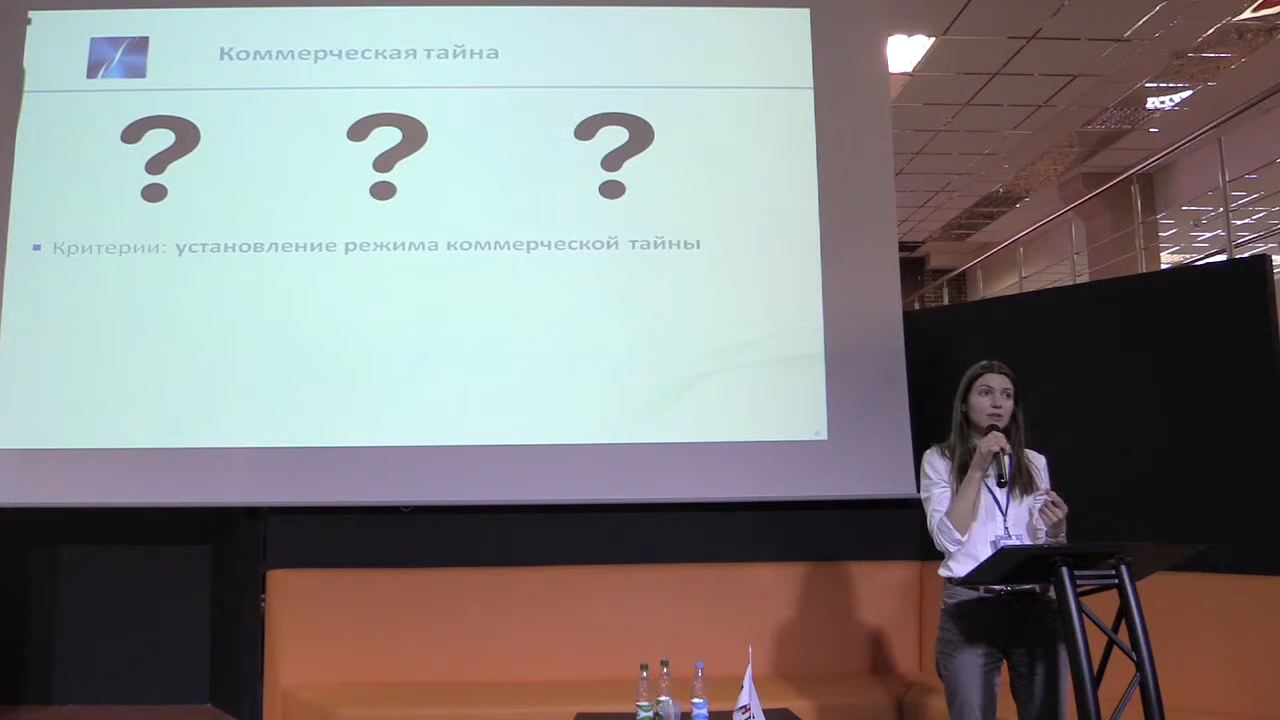 Коммерческая тайна
? ? ?
Критерии: установление режима коммерческой тайны